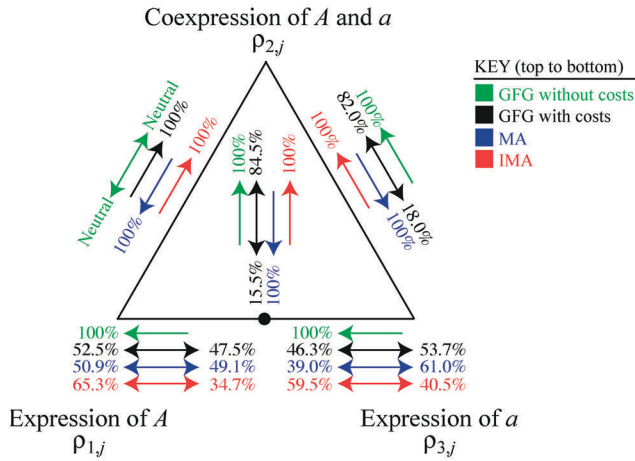 Coexpression of A and a
ρ2,j
KEY (top to bottom)
GFG without costs
GFG with costs
MA
IMA
Neutral
Neutral
100%
100%
100%
100%
84.5%
100%
15.5%
100%
100%
82.0%
100%
18.0%
100%
100%
52.5% 47.5%
50.9% 49.1%
65.3% 34.7%
100%
46.3% 53.7%
39.0% 61.0%
59.5% 40.5%
Expression of A
ρ1,j
Expression of a
ρ3,j